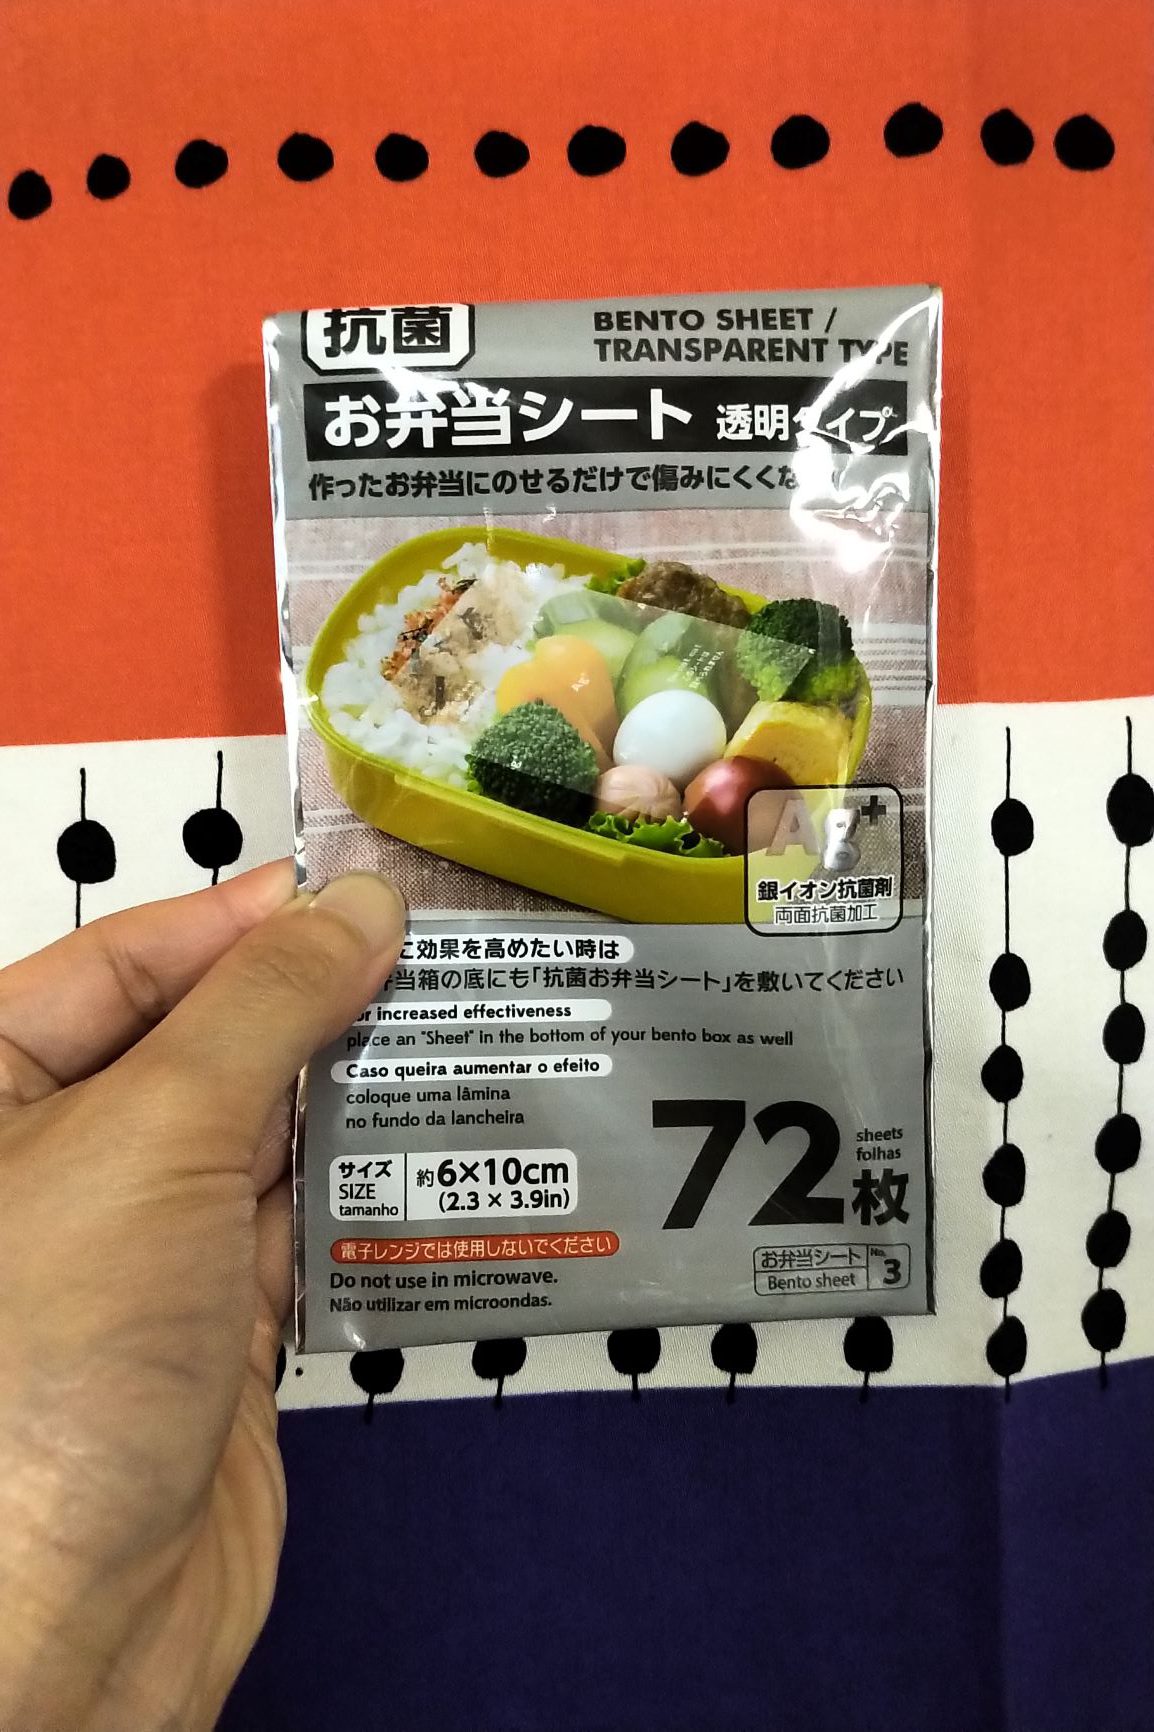 抗菌
BENTO SHEET /
TRANSPARENT TYPE
お弁当シート 透明タイプ
作ったお弁当にのせるだけで傷みにくくな
Ag+
銀イオン抗菌剤
両面抗菌加工
効果を高めたい時は
当箱の底にも「抗菌お弁当シート」を敷いてください
increased effectiveness
place an "Sheet" in the bottom of your bento box as well
Caso queira aumentar o efeito
coloque uma lâmina
no fundo da lancheira
72 sheets
folhas
枚
サイズ
SIZE
tamanho
約6×10cm
(2.3 × 3.9in)
電子レンジでは使用しないでください
Do not use in microwave.
Não utilizar em microondas.
お弁当シート
Bento sheet
No. 3